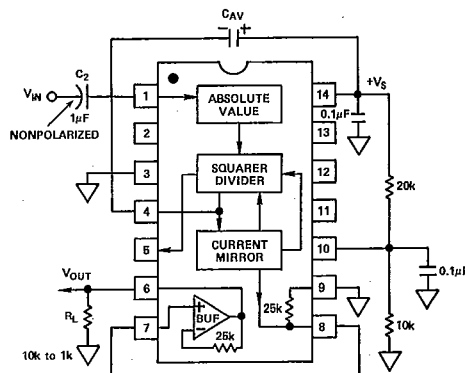 CAV
− +
C2
VIN
1μF
NONPOLARIZED
1
ABSOLUTE
VALUE
14
+VS
0.1μF
2
13
3
SQUARER
DIVIDER
12
20k
4
11
5
CURRENT
MIRROR
10
0.1μF
VOUT
6
25k
9
RL
7
+
−
BUF
25k
8
10k
10k to 1k